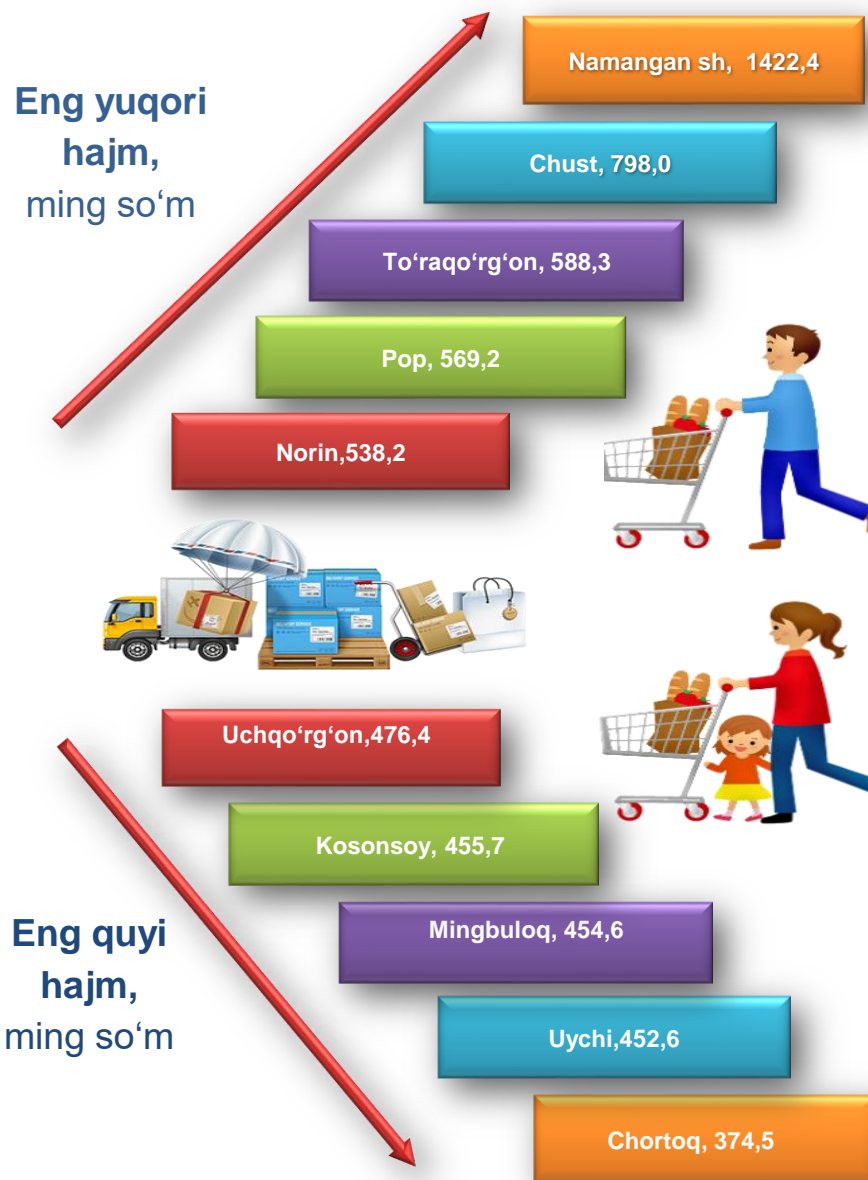 Namangan sh, 1422,4
Eng yuqori
hajm,
ming so‘m
Chust, 798,0
To‘raqo‘rg‘on, 588,3
Pop, 569,2
Norin,538,2
Uchqo‘rg‘on,476,4
Kosonsoy, 455,7
Eng quyi
hajm,
ming so‘m
Mingbuloq, 454,6
Uychi,452,6
Chortoq, 374,5